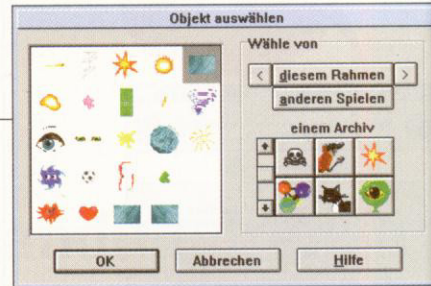 Objekt auswählen
Wähle von
< diesem Rahmen >
anderen Spielen
einem Archiv
OK
Abbrechen
Hilfe